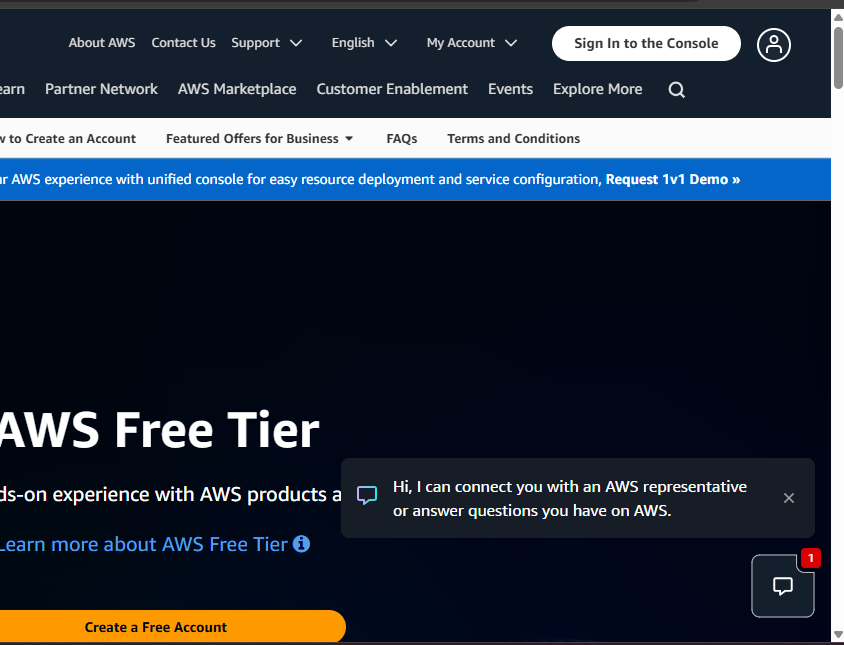 About AWS Contact Us Support English My Account Sign In to the Console
earn Partner Network AWS Marketplace Customer Enablement Events Explore More
w to Create an Account Featured Offers for Business FAQs Terms and Conditions
ur AWS experience with unified console for easy resource deployment and service configuration, Request 1v1 Demo »
AWS Free Tier
ds-on experience with AWS products a
Hi, I can connect you with an AWS representative
or answer questions you have on AWS.
Learn more about AWS Free Tier
1
Create a Free Account